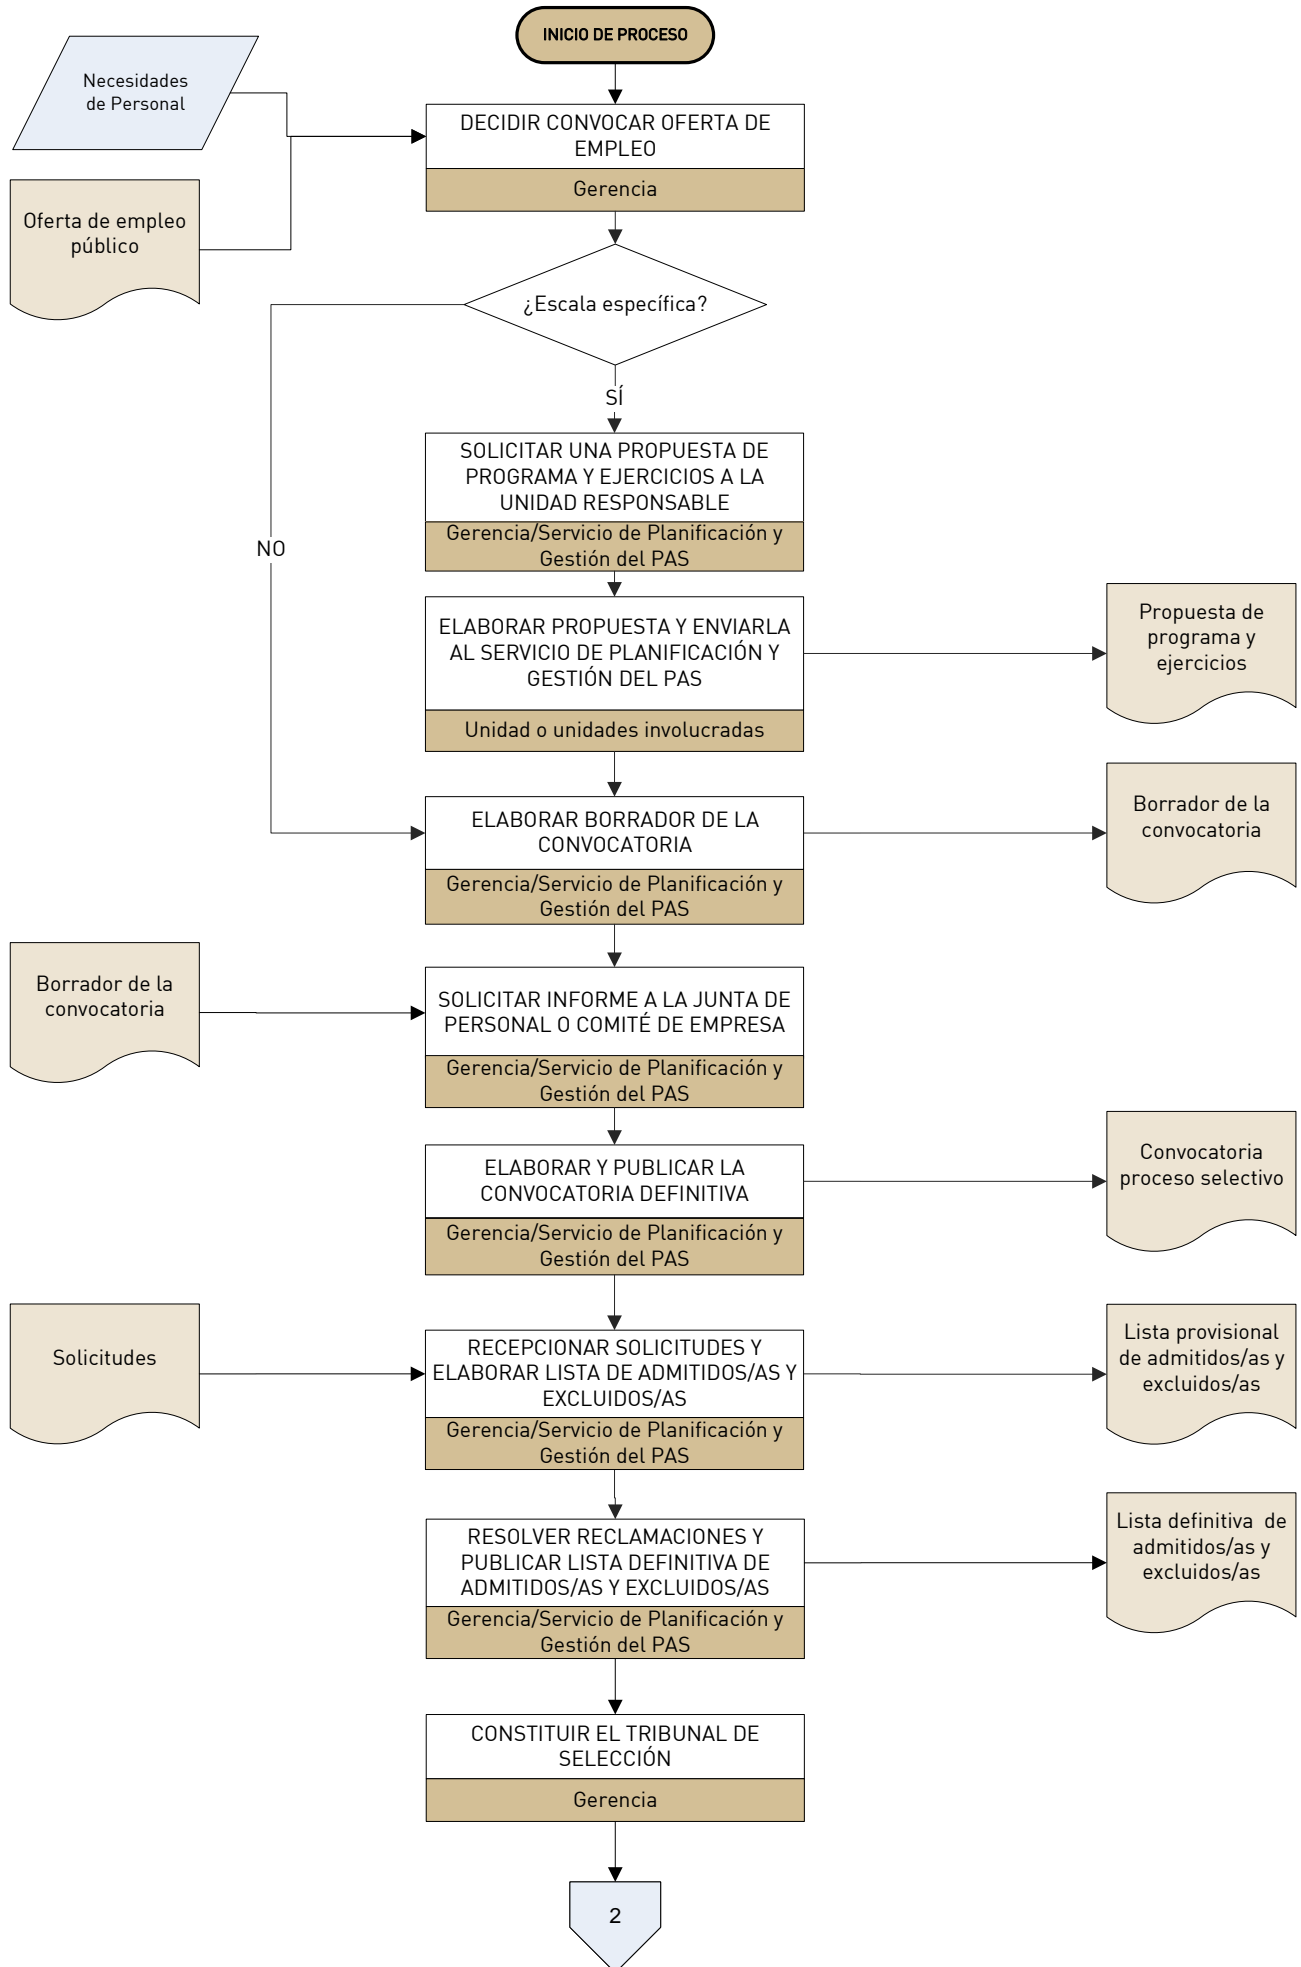 INICIO DE PROCESO
Necesidades
de Personal
DECIDIR CONVOCAR OFERTA DE
EMPLEO
Gerencia
Oferta de empleo
público
¿Escala específica?
SÍ
NO
SOLICITAR UNA PROPUESTA DE
PROGRAMA Y EJERCICIOS A LA
UNIDAD RESPONSABLE
Gerencia/Servicio de Planificación y
Gestión del PAS
ELABORAR PROPUESTA Y ENVIARLA
AL SERVICIO DE PLANIFICACIÓN Y
GESTIÓN DEL PAS
Unidad o unidades involucradas
Propuesta de
programa y
ejercicios
ELABORAR BORRADOR DE LA
CONVOCATORIA
Gerencia/Servicio de Planificación y
Gestión del PAS
Borrador de la
convocatoria
Borrador de la
convocatoria
SOLICITAR INFORME A LA JUNTA DE
PERSONAL O COMITÉ DE EMPRESA
Gerencia/Servicio de Planificación y
Gestión del PAS
ELABORAR Y PUBLICAR LA
CONVOCATORIA DEFINITIVA
Gerencia/Servicio de Planificación y
Gestión del PAS
Convocatoria
proceso selectivo
Solicitudes
RECEPCIONAR SOLICITUDES Y
ELABORAR LISTA DE ADMITIDOS/AS Y
EXCLUIDOS/AS
Gerencia/Servicio de Planificación y
Gestión del PAS
Lista provisional
de admitidos/as y
excluidos/as
RESOLVER RECLAMACIONES Y
PUBLICAR LISTA DEFINITIVA DE
ADMITIDOS/AS Y EXCLUIDOS/AS
Gerencia/Servicio de Planificación y
Gestión del PAS
Lista definitiva de
admitidos/as y
excluidos/as
CONSTITUIR EL TRIBUNAL DE
SELECCIÓN
Gerencia
2